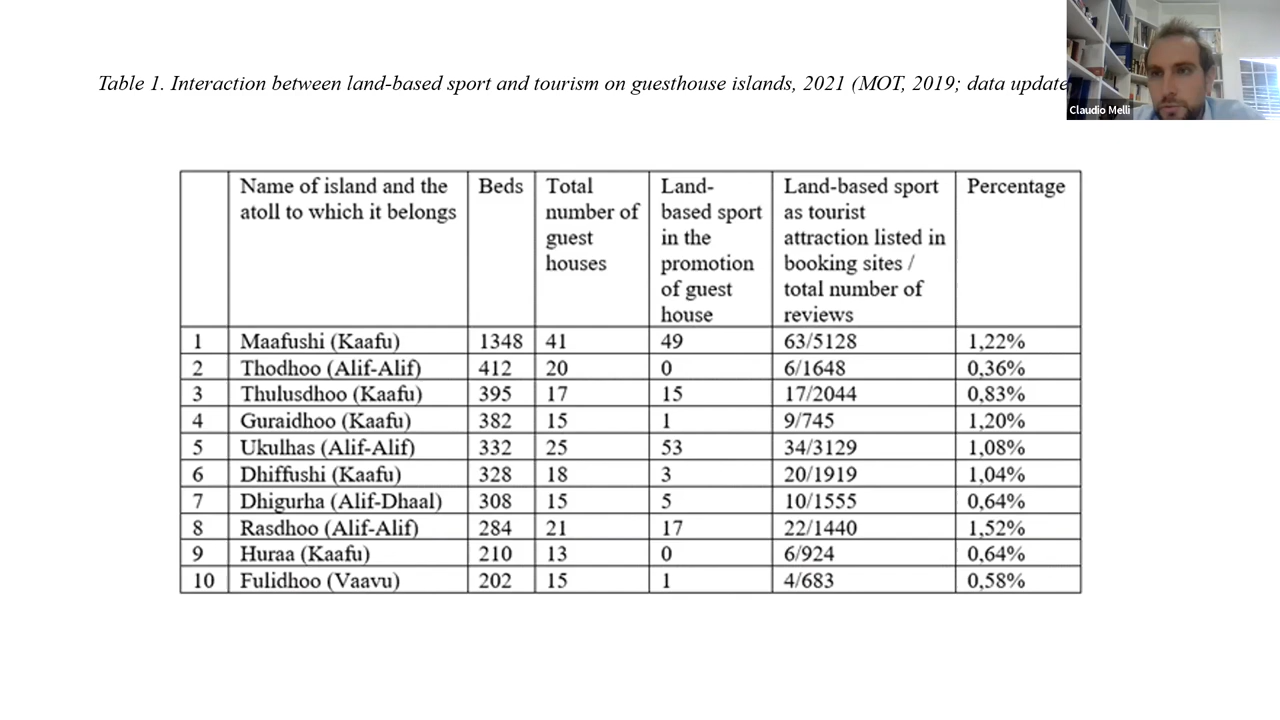 Table 1. Interaction between land-based sport and tourism on guesthouse islands, 2021 (MOT, 2019; data update
Claudio Melli
Name of island and the atoll to which it belongs Beds Total number of guest houses Land-based sport in the promotion of guest house Land-based sport as tourist attraction listed in booking sites / total number of reviews Percentage
1 Maafushi (Kaafu) 1348 41 49 63/5128 1,22%
2 Thodhoo (Alif-Alif) 412 20 0 6/1648 0,36%
3 Thulusdhoo (Kaafu) 395 17 15 17/2044 0,83%
4 Guraidhoo (Kaafu) 382 15 1 9/745 1,20%
5 Ukulhas (Alif-Alif) 332 25 53 34/3129 1,08%
6 Dhiffushi (Kaafu) 328 18 3 20/1919 1,04%
7 Dhigurha (Alif-Dhaal) 308 15 5 10/1555 0,64%
8 Rasdhoo (Alif-Alif) 284 21 17 22/1440 1,52%
9 Huraa (Kaafu) 210 13 0 6/924 0,64%
10 Fulidhoo (Vaavu) 202 15 1 4/683 0,58%